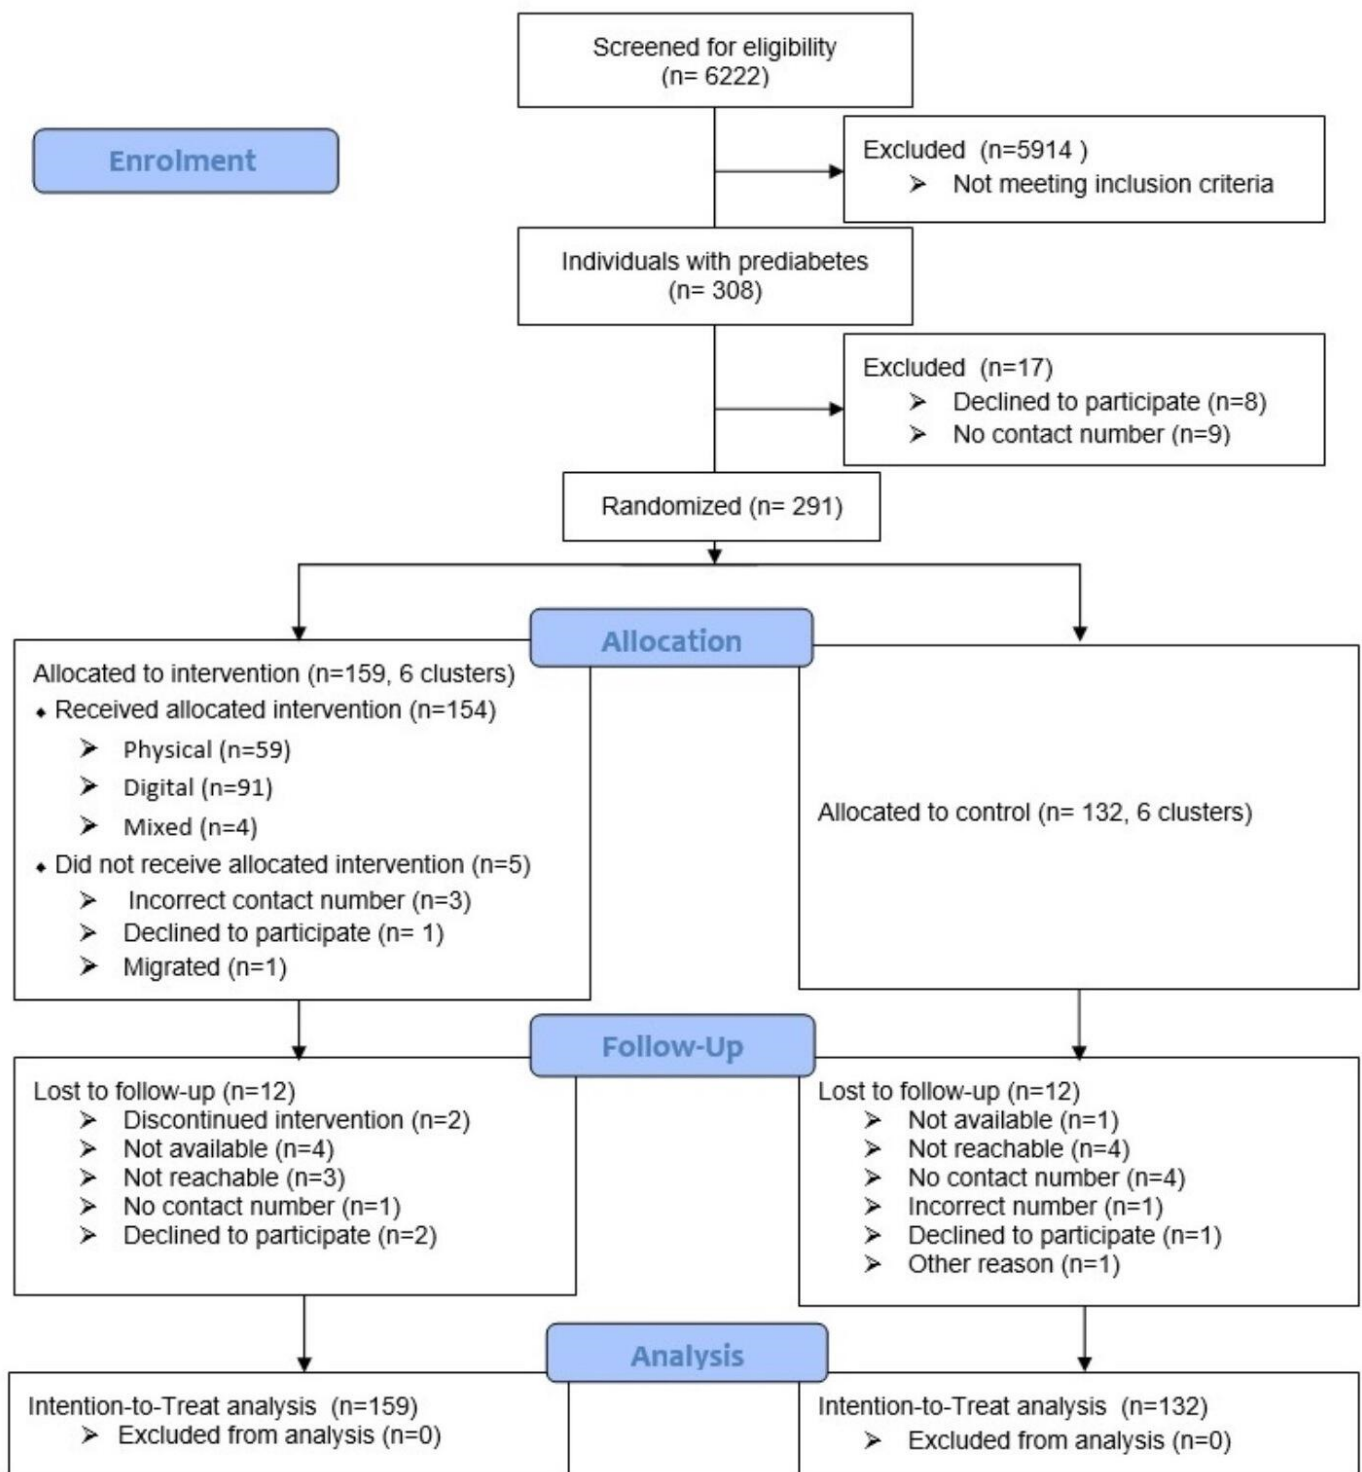 Screened for eligibility
(n= 6222)
Enrolment
Excluded (n=5914 )
➢ Not meeting inclusion criteria
Individuals with prediabetes
(n= 308)
Excluded (n=17)
➢ Declined to participate (n=8)
➢ No contact number (n=9)
Randomized (n= 291)
Allocation
Allocated to intervention (n=159, 6 clusters)
⬩ Received allocated intervention (n=154)
➢ Physical (n=59)
➢ Digital (n=91)
➢ Mixed (n=4)
⬩ Did not receive allocated intervention (n=5)
➢ Incorrect contact number (n=3)
➢ Declined to participate (n= 1)
➢ Migrated (n=1)
Allocated to control (n= 132, 6 clusters)
Follow-Up
Lost to follow-up (n=12)
➢ Discontinued intervention (n=2)
➢ Not available (n=4)
➢ Not reachable (n=3)
➢ No contact number (n=1)
➢ Declined to participate (n=2)
Lost to follow-up (n=12)
➢ Not available (n=1)
➢ Not reachable (n=4)
➢ No contact number (n=4)
➢ Incorrect number (n=1)
➢ Declined to participate (n=1)
➢ Other reason (n=1)
Analysis
Intention-to-Treat analysis (n=159)
➢ Excluded from analysis (n=0)
Intention-to-Treat analysis (n=132)
➢ Excluded from analysis (n=0)